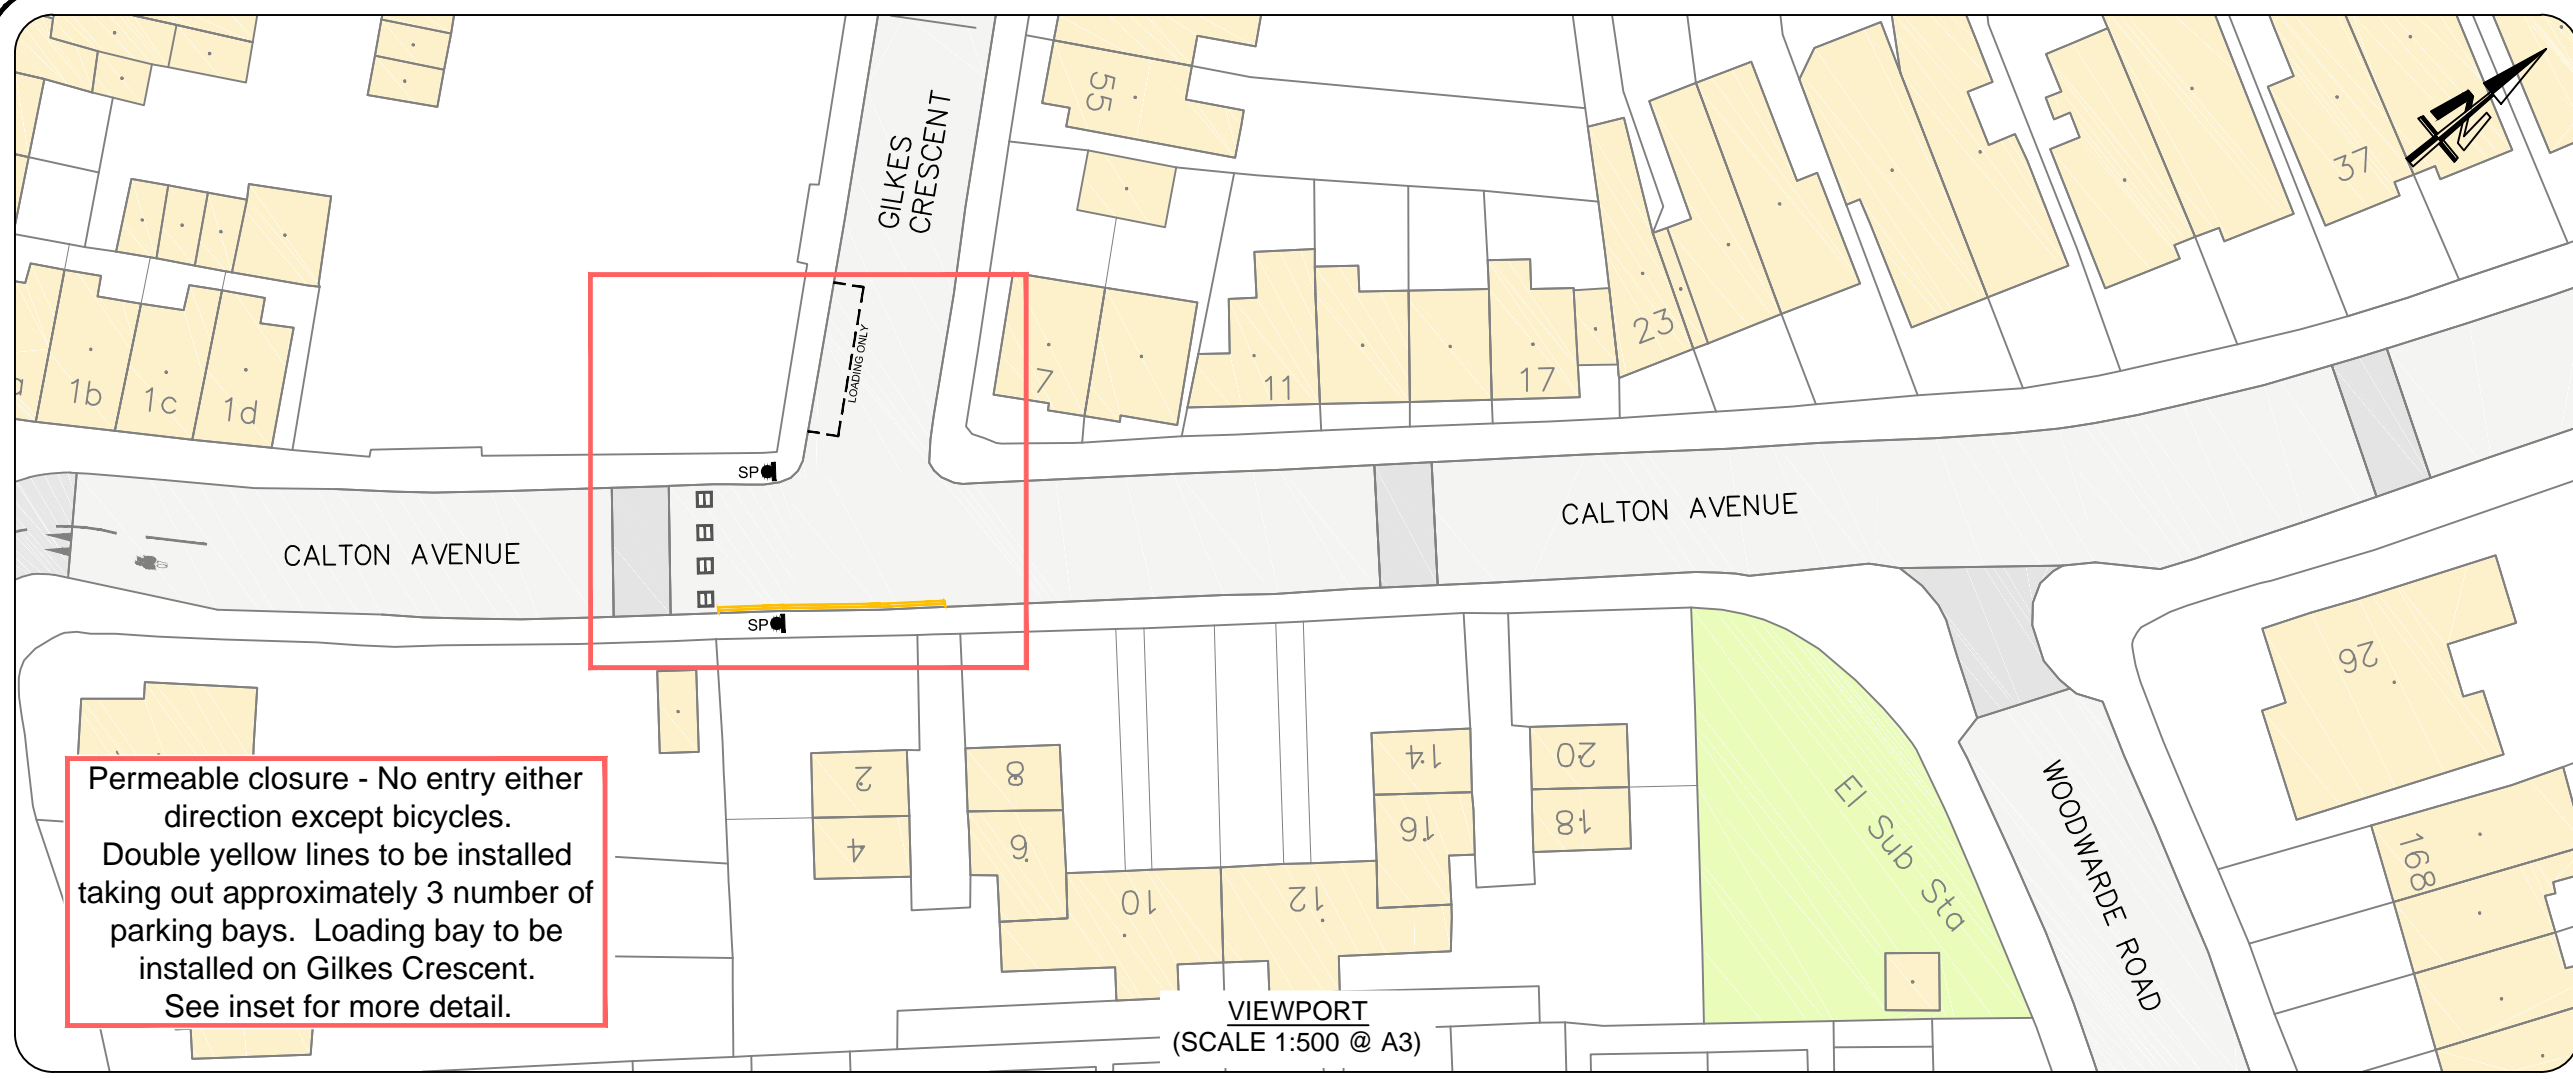 GILKES
CRESCENT
55
37
N
23
LOADING ONLY
7
11
17
1b
1c
1d
SP
CALTON AVENUE
CALTON AVENUE
SP
26
2
8
14
20
4
6
16
18
10
12
El Sub Sta
WOODWARDE ROAD
168
Permeable closure - No entry either
direction except bicycles.
Double yellow lines to be installed
taking out approximately 3 number of
parking bays. Loading bay to be
installed on Gilkes Crescent.
See inset for more detail.
VIEWPORT
(SCALE 1:500 @ A3)